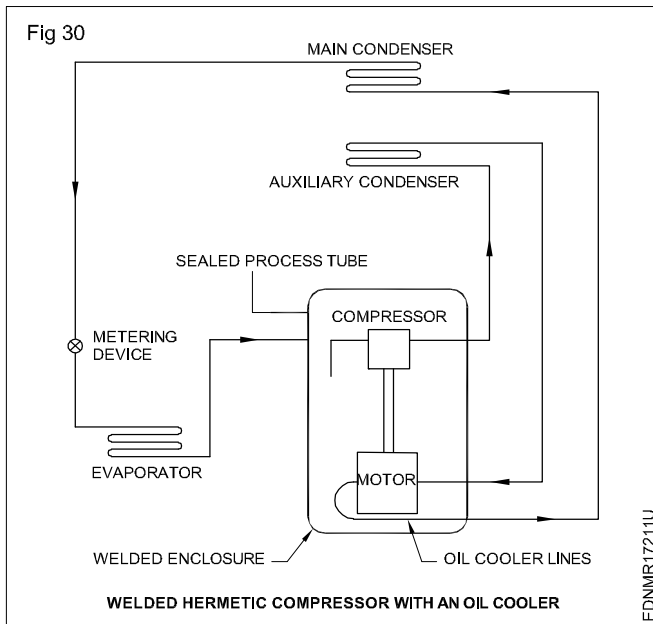 Fig 30
MAIN CONDENSER
AUXILIARY CONDENSER
SEALED PROCESS TUBE
COMPRESSOR
METERING
DEVICE
EVAPORATOR
MOTOR
WELDED ENCLOSURE
OIL COOLER LINES
WELDED HERMETIC COMPRESSOR WITH AN OIL COOLER
FDNMR17211U